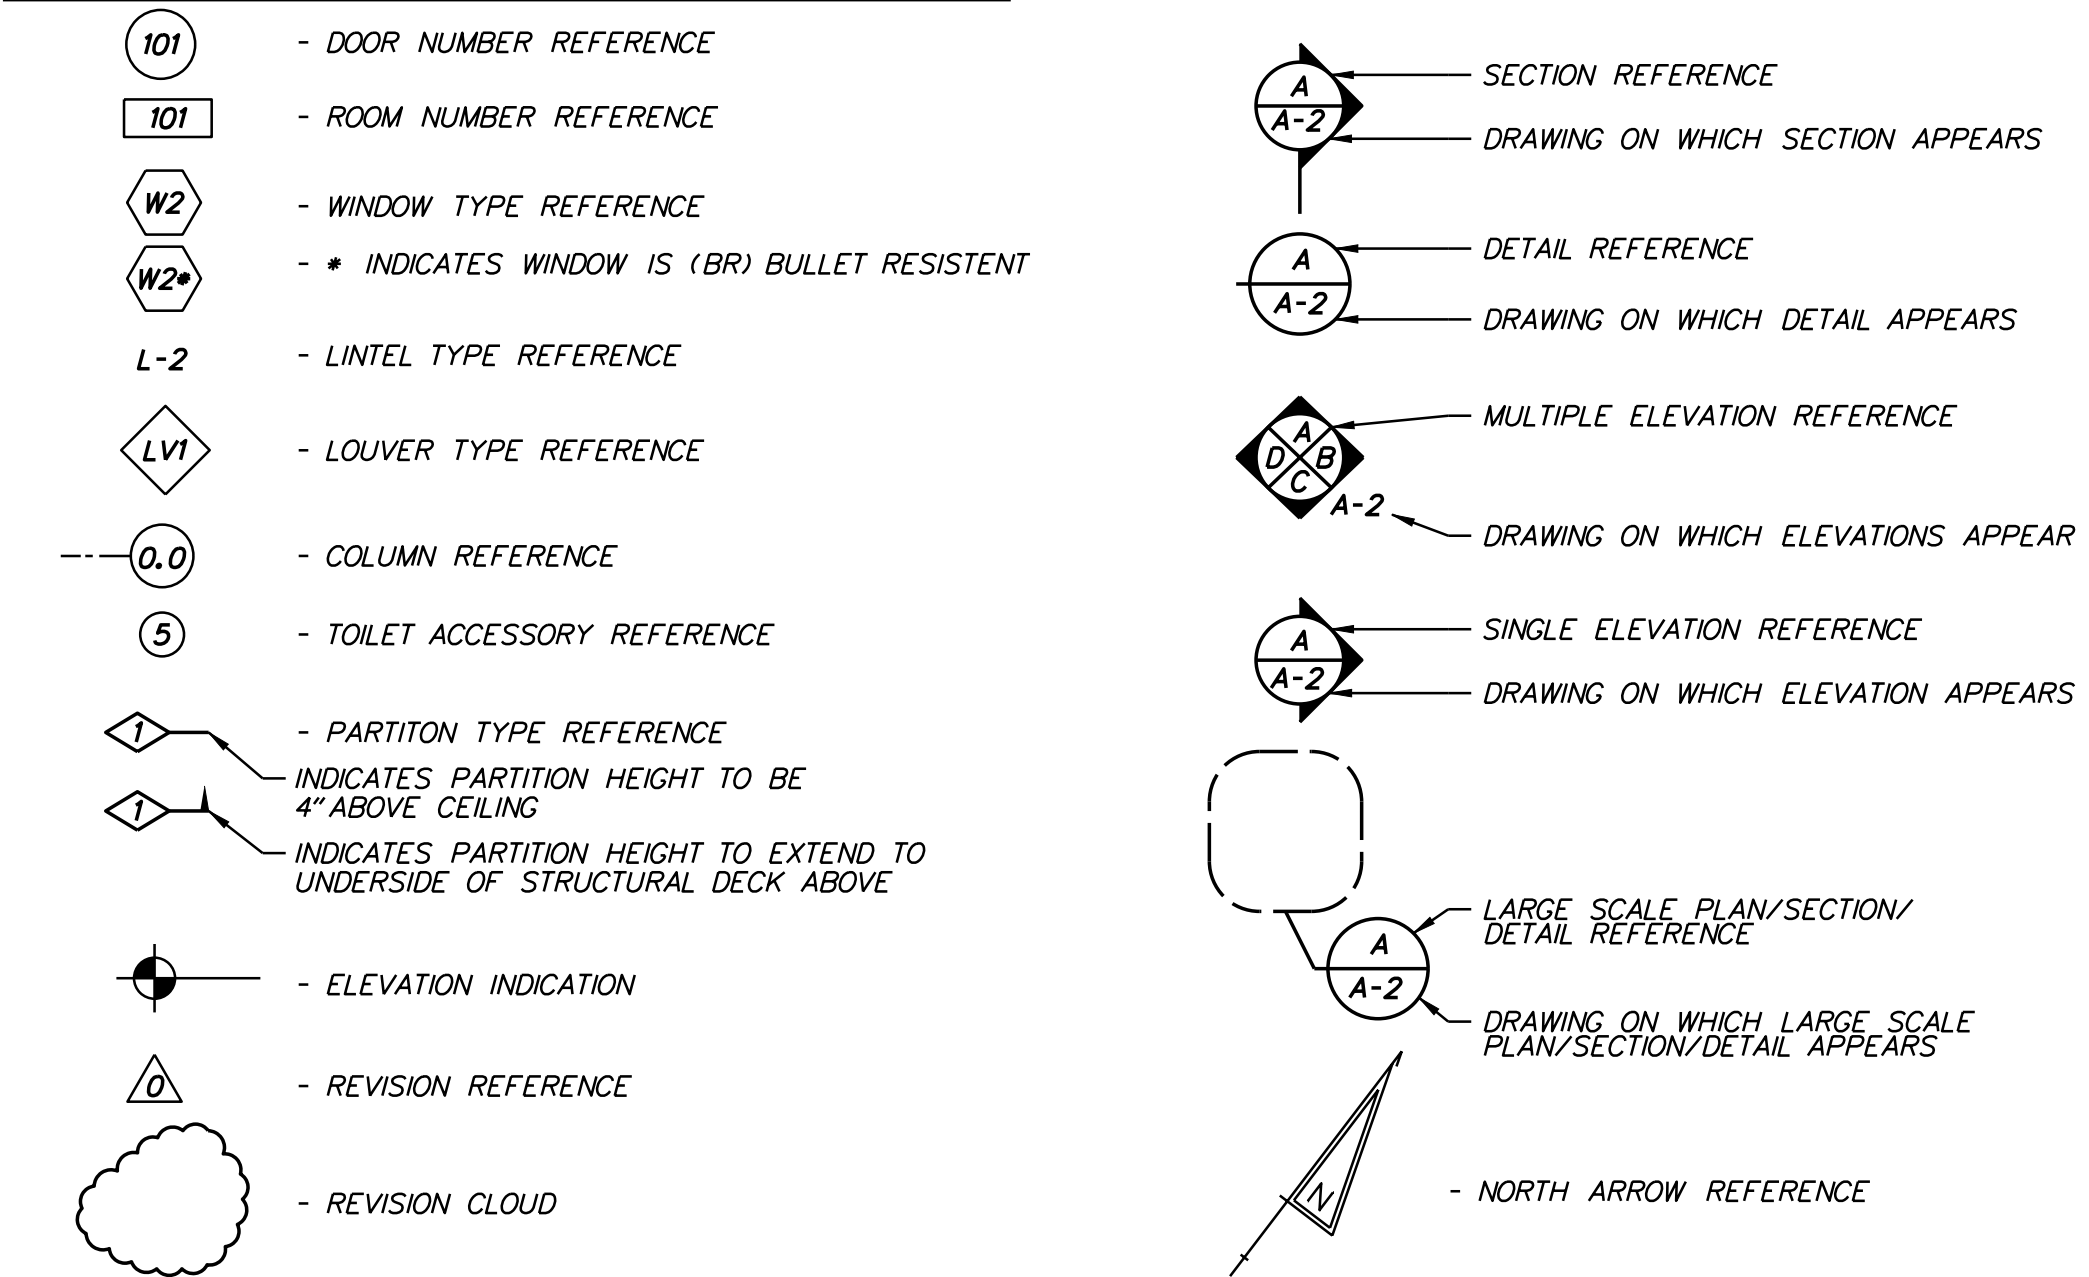 101 - DOOR NUMBER REFERENCE
101 - ROOM NUMBER REFERENCE
W2 - WINDOW TYPE REFERENCE
W2* - * INDICATES WINDOW IS (BR) BULLET RESISTENT
L-2 - LINTEL TYPE REFERENCE
LV1 - LOUVER TYPE REFERENCE
0.0 - COLUMN REFERENCE
5 - TOILET ACCESSORY REFERENCE
1 - PARTITON TYPE REFERENCE
INDICATES PARTITION HEIGHT TO BE
4" ABOVE CEILING
1
INDICATES PARTITION HEIGHT TO EXTEND TO
UNDERSIDE OF STRUCTURAL DECK ABOVE
- ELEVATION INDICATION
0 - REVISION REFERENCE
- REVISION CLOUD
A SECTION REFERENCE
A-2 DRAWING ON WHICH SECTION APPEARS
A DETAIL REFERENCE
A-2 DRAWING ON WHICH DETAIL APPEARS
MULTIPLE ELEVATION REFERENCE
A
D B
C
A-2
DRAWING ON WHICH ELEVATIONS APPEAR
A SINGLE ELEVATION REFERENCE
A-2 DRAWING ON WHICH ELEVATION APPEARS
LARGE SCALE PLAN/SECTION/
DETAIL REFERENCE
A
A-2
DRAWING ON WHICH LARGE SCALE
PLAN/SECTION/DETAIL APPEARS
N - NORTH ARROW REFERENCE